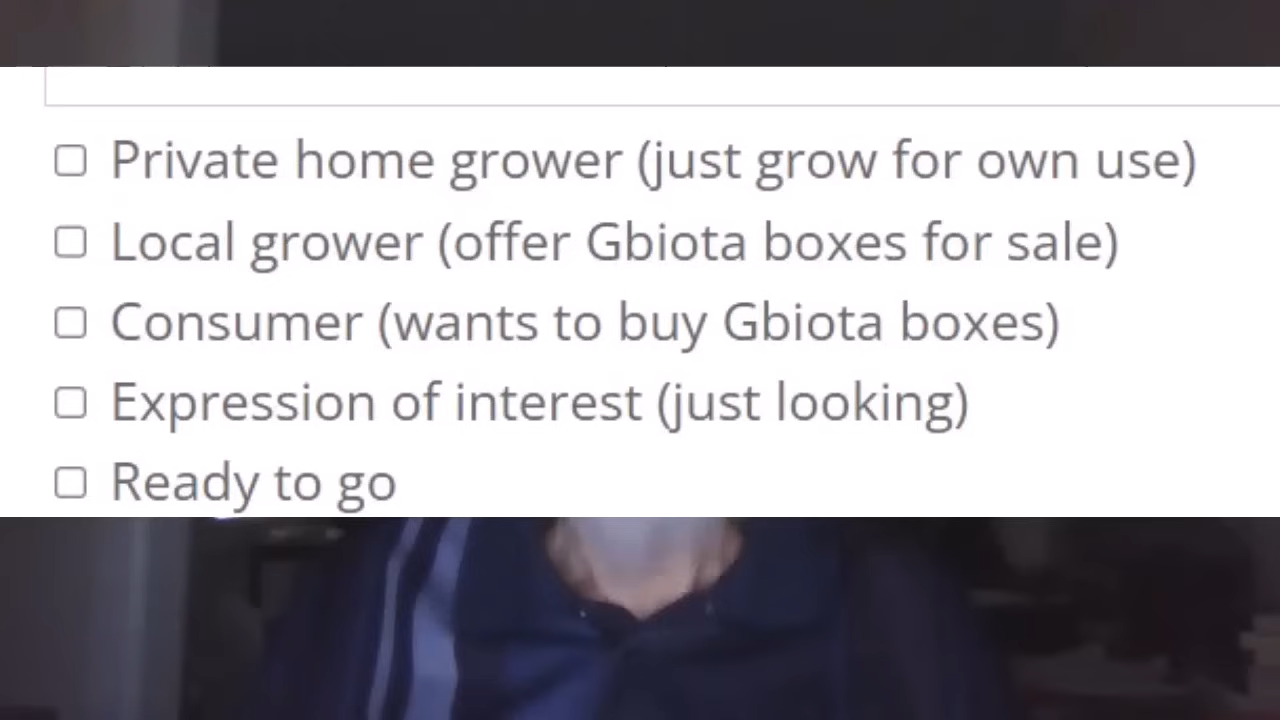 Private home grower (just grow for own use)
Local grower (offer Gbiota boxes for sale)
Consumer (wants to buy Gbiota boxes)
Expression of interest (just looking)
Ready to go